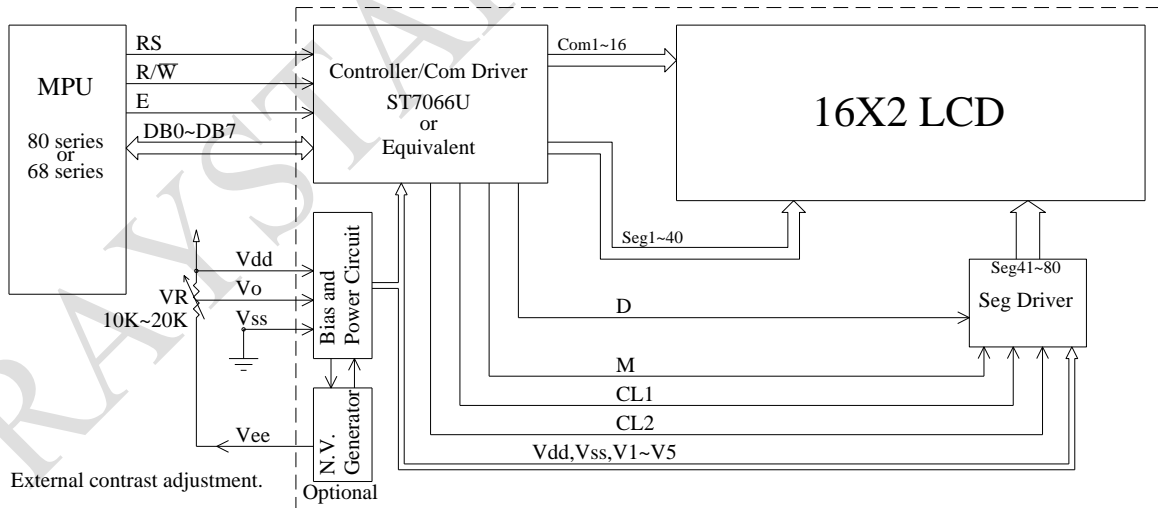 RS
R/W̅
E
DB0~DB7
MPU
80 series
or
68 series
Controller/Com Driver
ST7066U
or
Equivalent
Com1~16
16X2 LCD
Seg1~40
Seg41~80
Seg Driver
Vdd
Vo
VR
10K~20K
Vss
Bias and
Power Circuit
D
M
CL1
CL2
Vdd,Vss,V1~V5
Vee
N.V.
Generator
Optional
External contrast adjustment.
RAYSTA